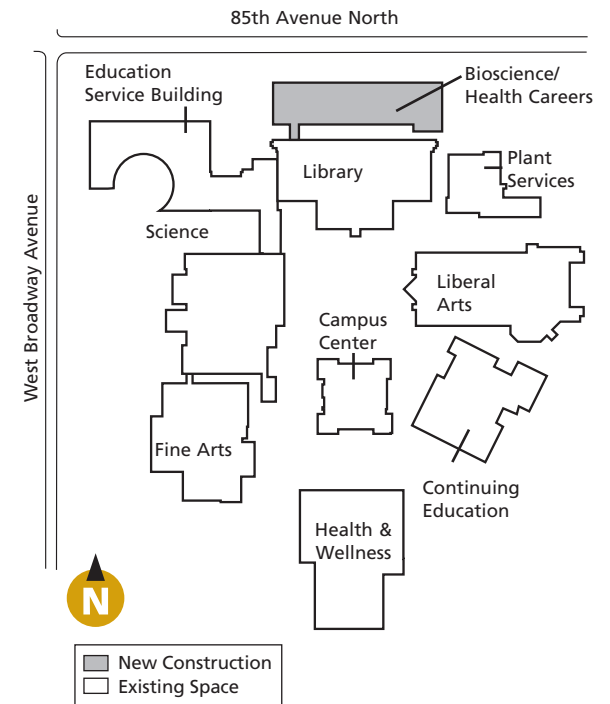 85th Avenue North
West Broadway Avenue
Education
Service Building
Bioscience/
Health Careers
Library
Plant
Services
Science
Liberal
Arts
Campus
Center
Fine Arts
Continuing
Education
Health &
Wellness
N
New Construction
Existing Space